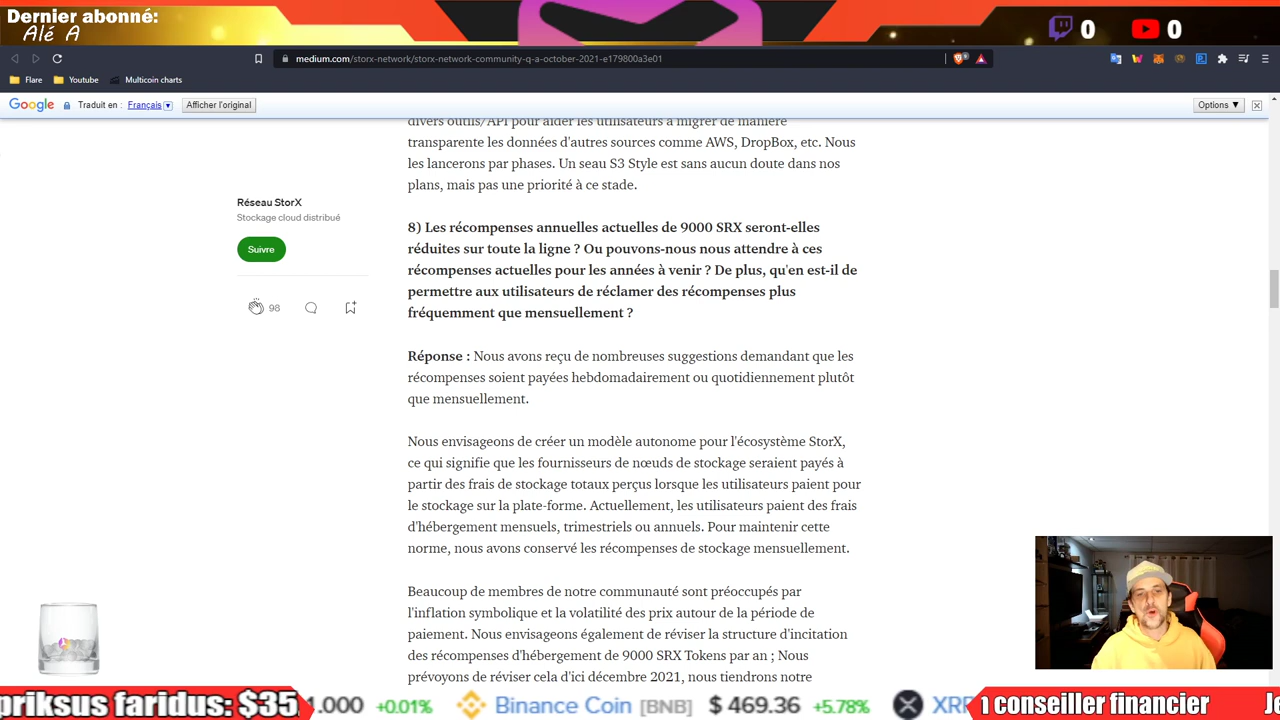 Dernier abonné:
Alé A
0
0
medium.com/storx-network/storx-network-community-q-a-october-2021-e179800a3e01
Flare
Youtube
Multicoin charts
Google
Traduit en :
Français
Afficher l'original
Options ▼
divers outils/API pour aider les utilisateurs à migrer de manière
transparente les données d'autres sources comme AWS, DropBox, etc. Nous
les lancerons par phases. Un seau S3 Style est sans aucun doute dans nos
plans, mais pas une priorité à ce stade.
Réseau StorX
Stockage cloud distribué
Suivre
98
8) Les récompenses annuelles actuelles de 9000 SRX seront-elles
réduites sur toute la ligne ? Ou pouvons-nous nous attendre à ces
récompenses actuelles pour les années à venir ? De plus, qu'en est-il de
permettre aux utilisateurs de réclamer des récompenses plus
fréquemment que mensuellement ?
Réponse : Nous avons reçu de nombreuses suggestions demandant que les
récompenses soient payées hebdomadairement ou quotidiennement plutôt
que mensuellement.
Nous envisageons de créer un modèle autonome pour l'écosystème StorX,
ce qui signifie que les fournisseurs de nœuds de stockage seraient payés à
partir des frais de stockage totaux perçus lorsque les utilisateurs paient pour
le stockage sur la plate-forme. Actuellement, les utilisateurs paient des frais
d'hébergement mensuels, trimestriels ou annuels. Pour maintenir cette
norme, nous avons conservé les récompenses de stockage mensuellement.
Beaucoup de membres de notre communauté sont préoccupés par
l'inflation symbolique et la volatilité des prix autour de la période de
paiement. Nous envisageons également de réviser la structure d'incitation
des récompenses d'hébergement de 9000 SRX Tokens par an ; Nous
prévoyons de réviser cela d'ici décembre 2021, nous tiendrons notre
priksus faridus: $35
1.000 +0.01% Binance Coin [BNB] $ 469.36 +5.78% XRP
1 conseiller financier